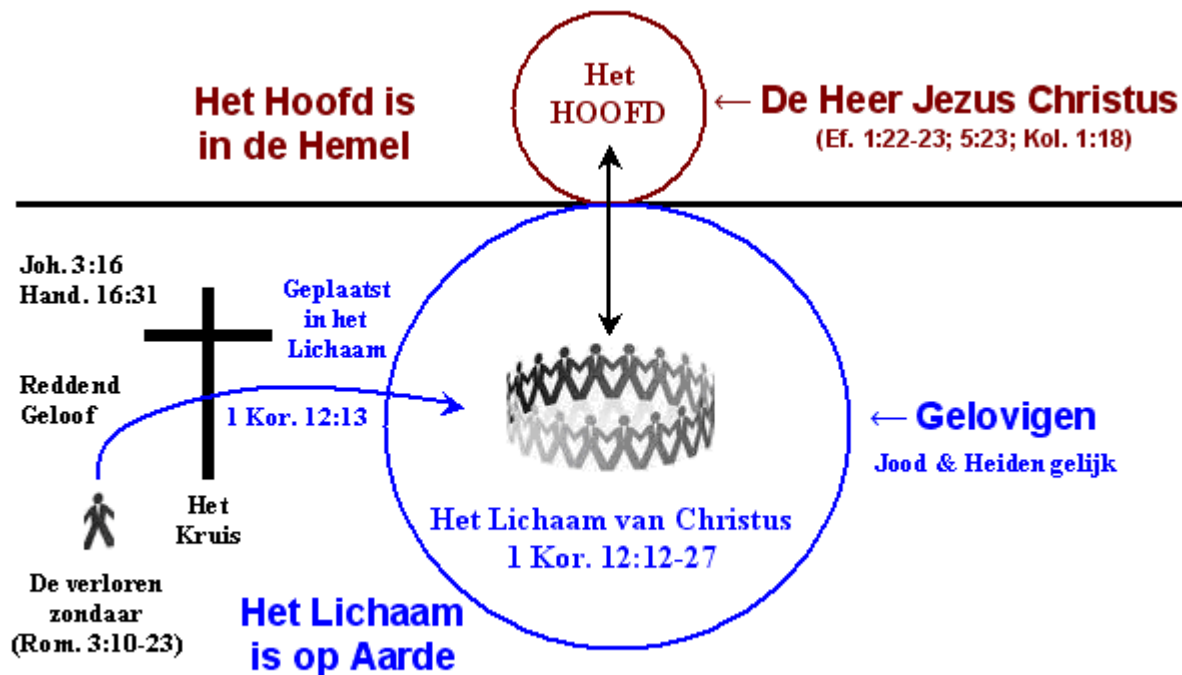 Het Hoofd is
in de Hemel
Het
HOOFD
← De Heer Jezus Christus
(Ef. 1:22-23; 5:23; Kol. 1:18)
Joh. 3:16
Hand. 16:31
Geplaatst
in het
Lichaam
Reddend
Geloof
1 Kor. 12:13
← Gelovigen
Jood & Heiden gelijk
Het
Kruis
Het Lichaam van Christus
1 Kor. 12:12-27
De verloren
zondaar
(Rom. 3:10-23)
Het Lichaam
is op Aarde